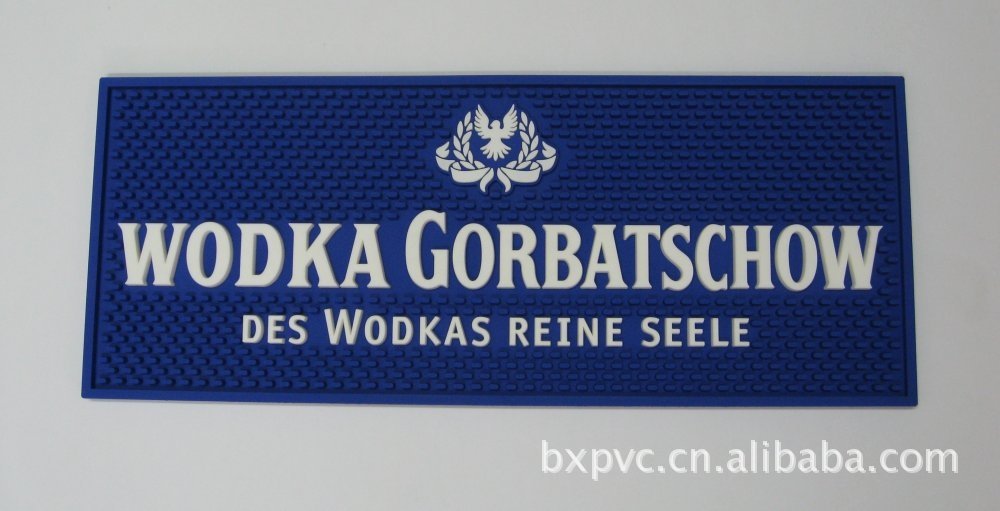 WODKA GORBATSCHOW
DES WODKAS REINE SEELE
bxpvc.cn.alibaba.com